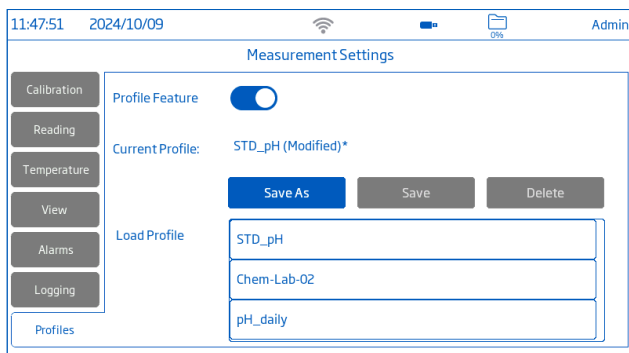 11:47:51 2024/10/09 0% Admin
Measurement Settings
Calibration
Reading
Temperature
View
Alarms
Logging
Profiles
Profile Feature
Current Profile: STD_pH (Modified)*
Save As Save Delete
Load Profile
STD_pH
Chem-Lab-02
pH_daily